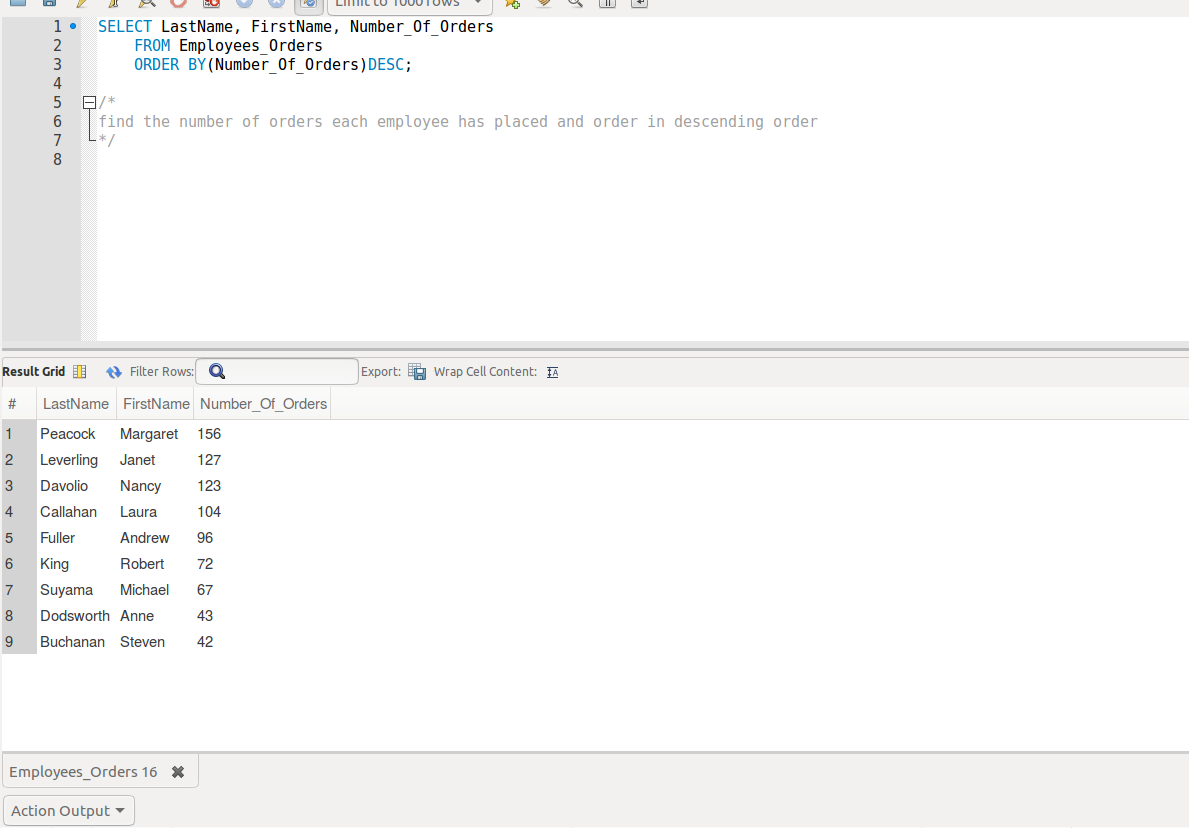 Limit to 1000 rows
1 SELECT LastName, FirstName, Number_Of_Orders
2 FROM Employees_Orders
3 ORDER BY(Number_Of_Orders)DESC;
4
5 /*
6 find the number of orders each employee has placed and order in descending order
7 */
8
Result Grid Filter Rows: Export: Wrap Cell Content:
# LastName FirstName Number_Of_Orders
1 Peacock Margaret 156
2 Leverling Janet 127
3 Davolio Nancy 123
4 Callahan Laura 104
5 Fuller Andrew 96
6 King Robert 72
7 Suyama Michael 67
8 Dodsworth Anne 43
9 Buchanan Steven 42
Employees_Orders 16
Action Output